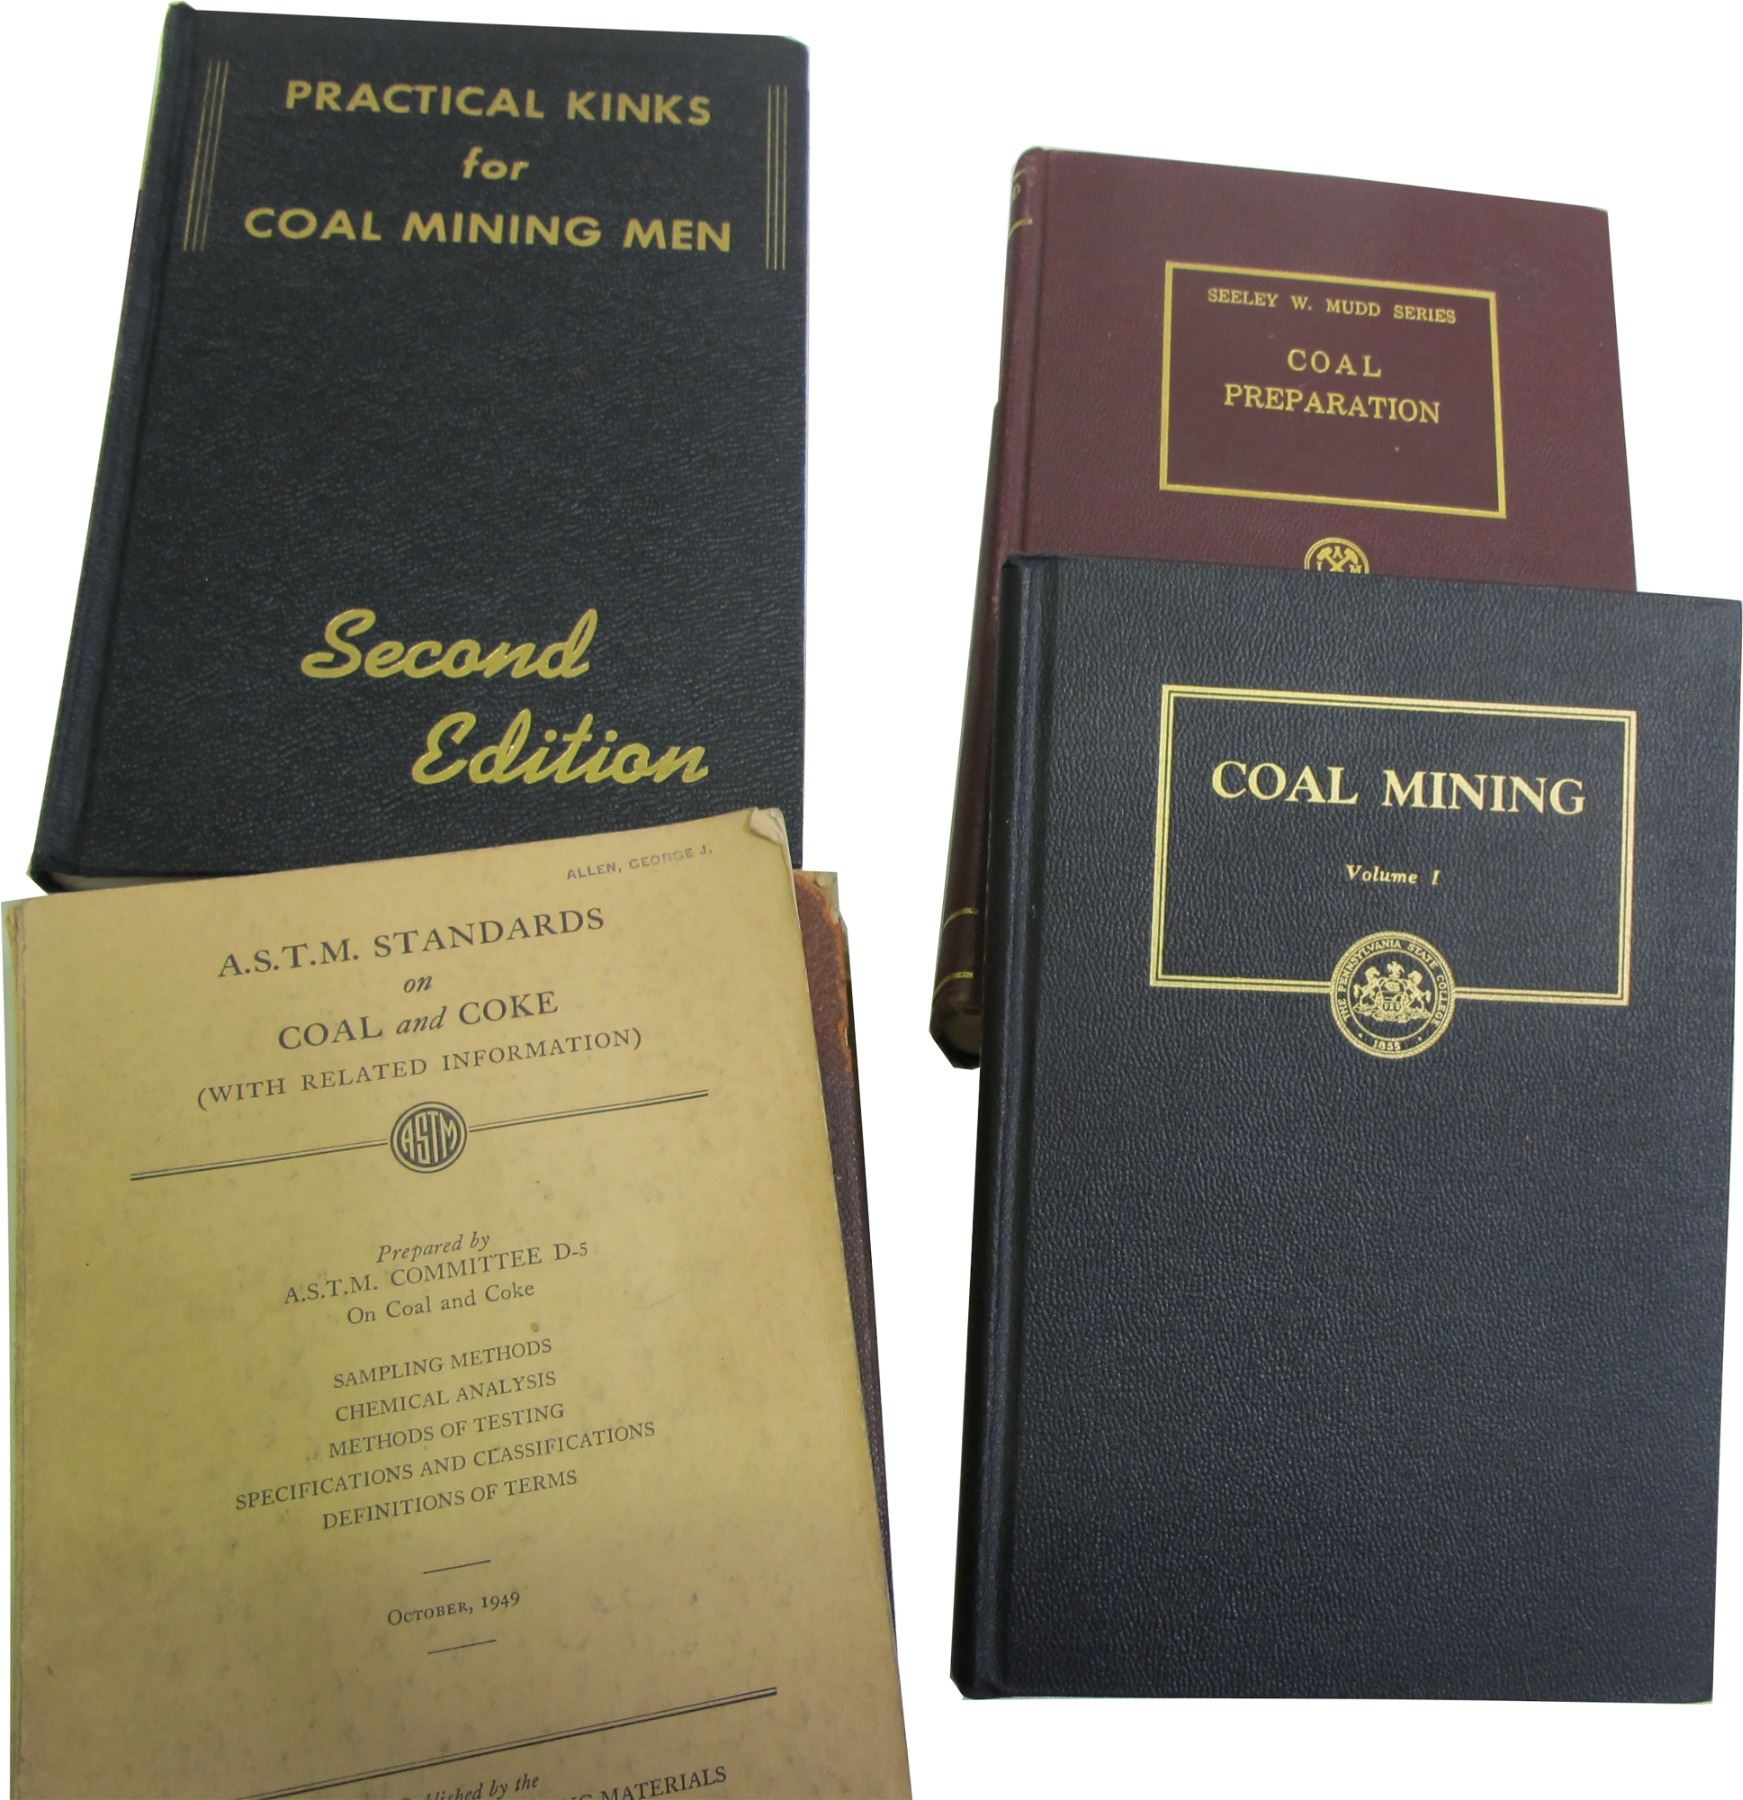 PRACTICAL KINKS
for
COAL MINING MEN
Second
Edition
SEELEY W. MUDD SERIES
COAL
PREPARATION
COAL MINING
Volume I
THE PENNSYLVANIA STATE COLLEGE
1855
ALLEN, GEORGE J.
A.S.T.M. STANDARDS
on
COAL and COKE
(WITH RELATED INFORMATION)
ASTM
Prepared by
A.S.T.M. COMMITTEE D-5
On Coal and Coke
SAMPLING METHODS
CHEMICAL ANALYSIS
METHODS OF TESTING
SPECIFICATIONS AND CLASSIFICATIONS
DEFINITIONS OF TERMS
OCTOBER, 1949
by the
MATERIALS